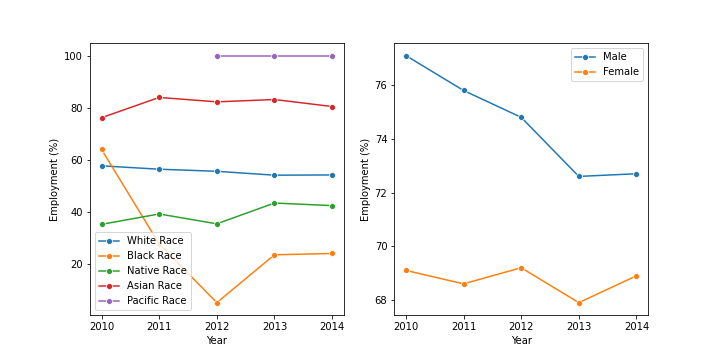 100
80
60
40
20
Employment (%)
White Race
Black Race
Native Race
Asian Race
Pacific Race
2010 2011 2012 2013 2014
Year
76
74
72
70
68
Employment (%)
Male
Female
2010 2011 2012 2013 2014
Year